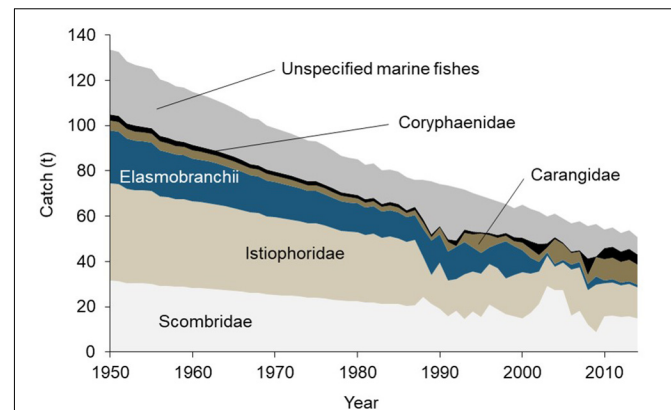 140
120
100
80
60
40
20
0
Catch (t)
Unspecified marine fishes
Coryphaenidae
Carangidae
Elasmobranchii
Istiophoridae
Scombridae
1950 1960 1970 1980 1990 2000 2010
Year